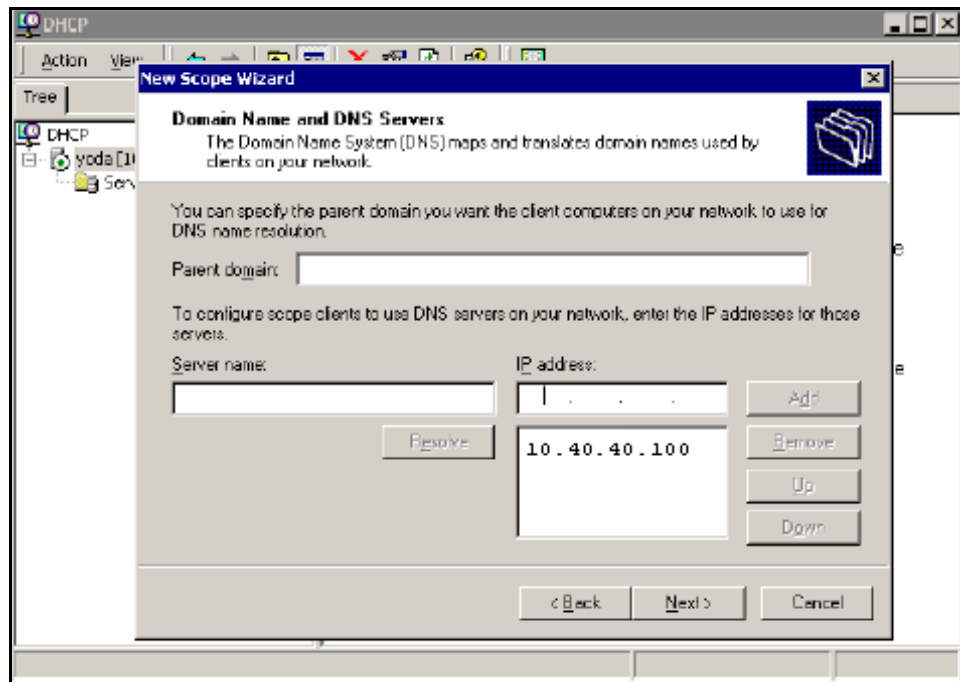 DHCP
Action View
New Scope Wizard
Tree
Domain Name and DNS Servers
The Domain Name System (DNS) maps and translates domain names used by
clients on your network.
DHCP
yoda [10
Serv
You can specify the parent domain you want the client computers on your network to use for
DNS name resolution.
Parent domain:
To configure scope clients to use DNS servers on your network, enter the IP addresses for those
servers.
Server name: IP address:
Add
Resolve 10.40.40.100 Remove
Up
Down
< Back Next > Cancel
e
e